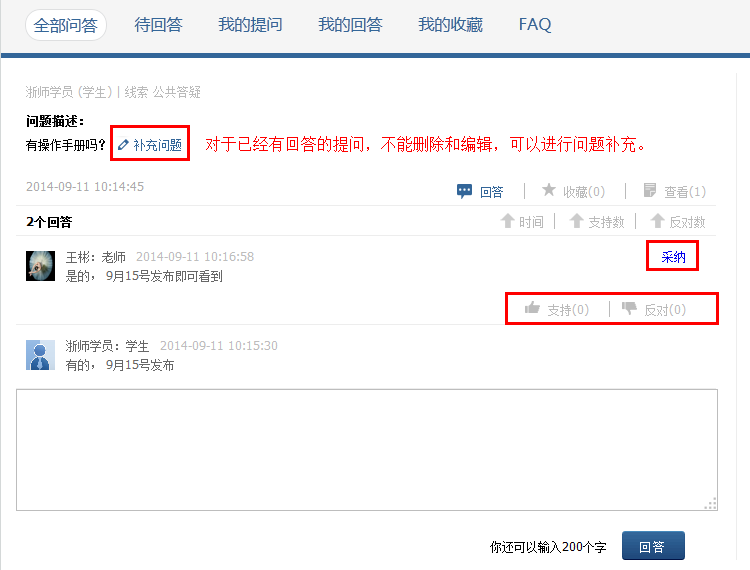 全部问答 待回答 我的提问 我的回答 我的收藏 FAQ
浙师学员 (学生) | 线索 公共答疑
问题描述：
有操作手册吗？ 补充问题 对于已经有回答的提问，不能删除和编辑，可以进行问题补充。
2014-09-11 10:14:45 回答 收藏(0) 查看(1)
2个回答 时间 支持数 反对数
王彬：老师 2014-09-11 10:16:58 采纳
是的， 9月15号发布即可看到
支持(0) 反对(0)
浙师学员：学生 2014-09-11 10:15:30
有的， 9月15号发布
你还可以输入200个字 回答